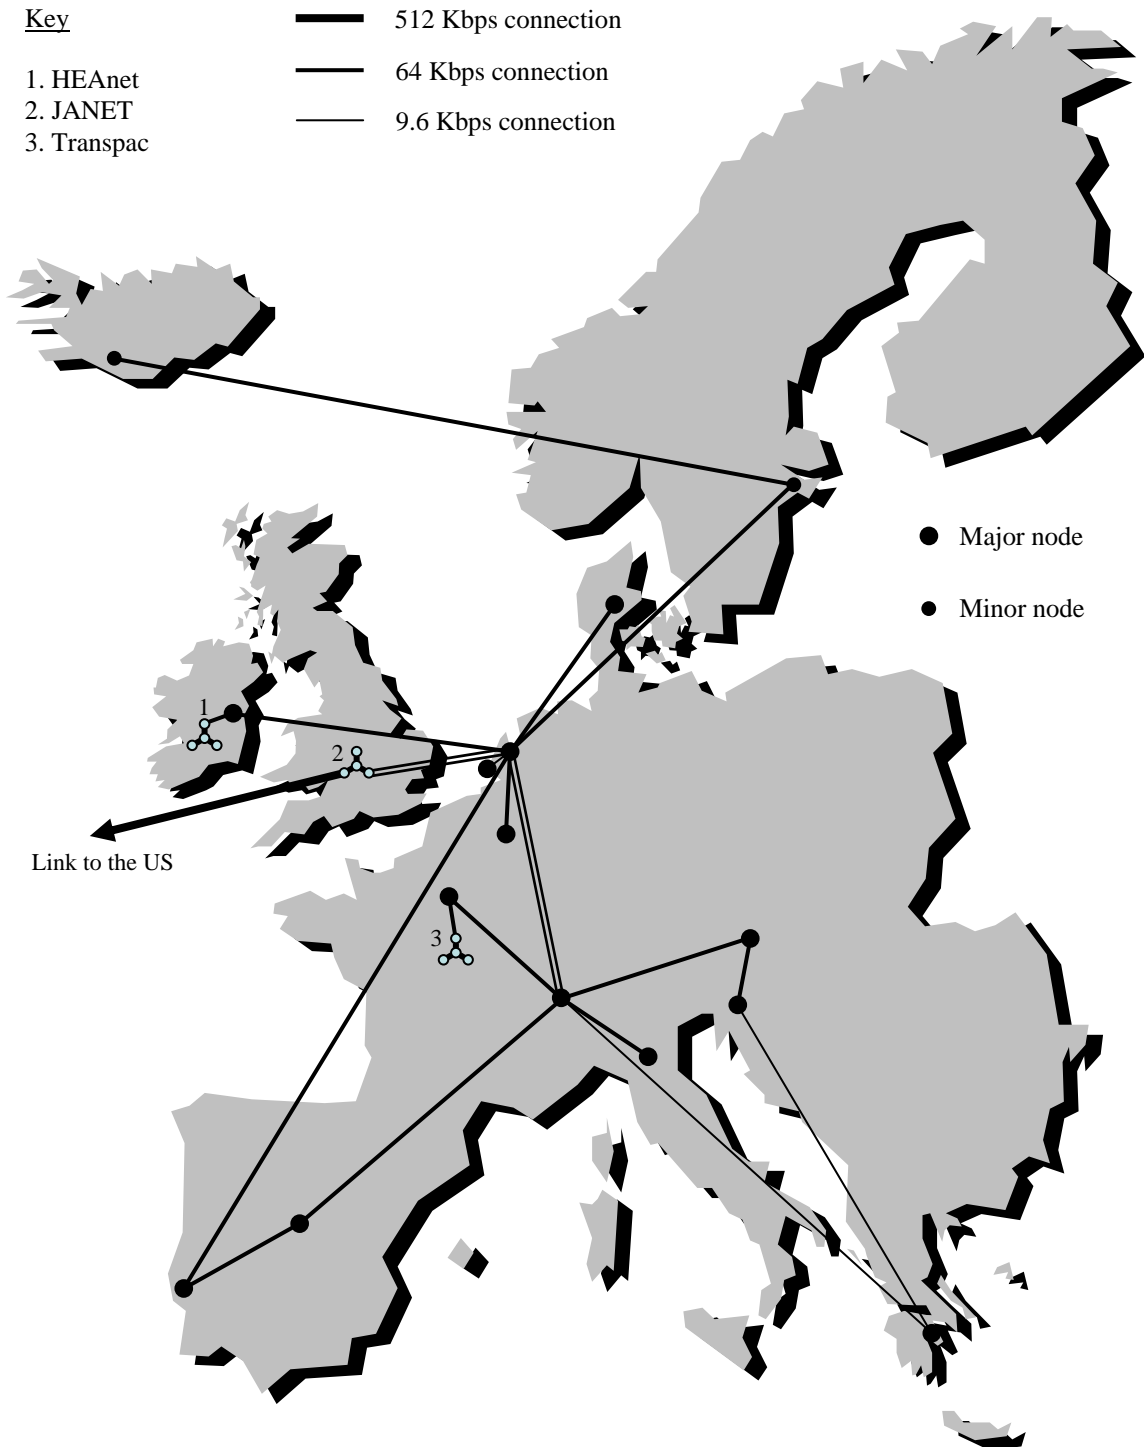 Key
512 Kbps connection
64 Kbps connection
9.6 Kbps connection
1. HEAnet
2. JANET
3. Transpac
Major node
Minor node
1
2
Link to the US
3